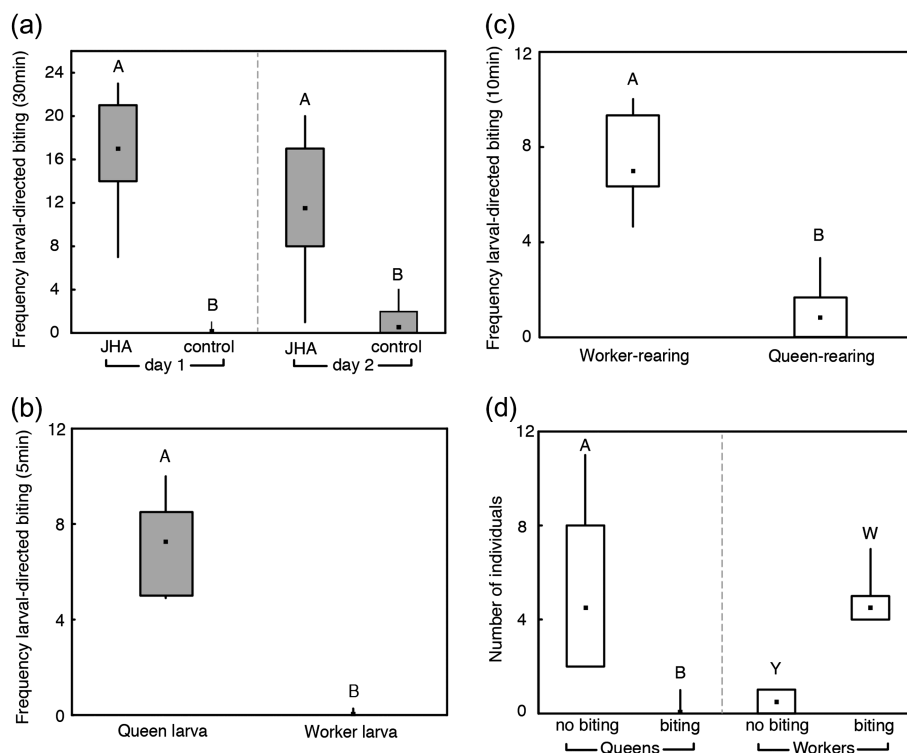 (a)
Frequency larval-directed biting (30min)
24
20
16
12
8
4
0
A
B
A
B
JHA
control
JHA
control
day 1
day 2
(b)
Frequency larval-directed biting (5min)
12
8
4
0
A
B
Queen larva
Worker larva
(c)
Frequency larval-directed biting (10min)
12
8
4
0
A
B
Worker-rearing
Queen-rearing
(d)
Number of individuals
12
8
4
0
A
B
Y
W
no biting
biting
no biting
biting
Queens
Workers